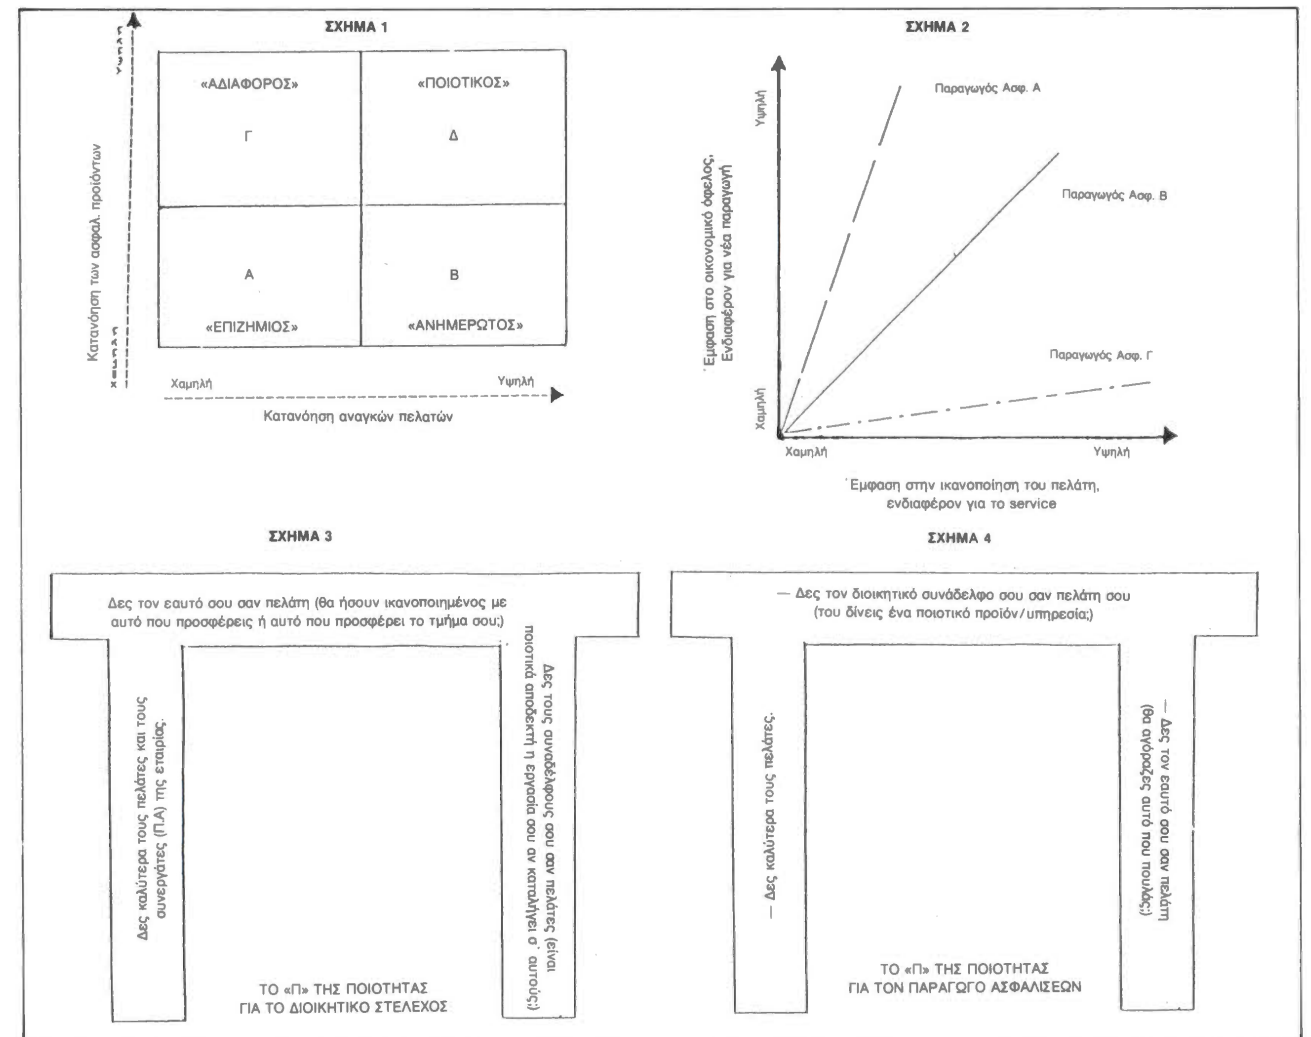 ΣΧΗΜΑ 1
Υψηλή
Κατανόηση των ασφαλ. προϊόντων
Χαμηλή
«ΑΔΙΑΦΟΡΟΣ»
Γ
«ΠΟΙΟΤΙΚΟΣ»
Δ
Α
«ΕΠΙΖΗΜΙΟΣ»
Β
«ΑΝΗΜΕΡΩΤΟΣ»
Χαμηλή
Υψηλή
Κατανόηση αναγκών πελατών
ΣΧΗΜΑ 2
Υψηλή
Έμφαση στο οικονομικό όφελος,
Ενδιαφέρον για νέα παραγωγή
Χαμηλή
Παραγωγός Ασφ. Α
Παραγωγός Ασφ. Β
Παραγωγός Ασφ. Γ
Χαμηλή
Υψηλή
Έμφαση στην ικανοποίηση του πελάτη,
ενδιαφέρον για το service
ΣΧΗΜΑ 3
Δες τον εαυτό σου σαν πελάτη (θα ήσουν ικανοποιημένος με
αυτό που προσφέρεις ή αυτό που προσφέρει το τμήμα σου;)
Δες καλύτερα τους πελάτες και τους
συνεργάτες (Π.Α) της εταιρίας.
Δες τους συναδέλφους σου σαν πελάτες (είναι
ποιοτικά αποδεκτή η εργασία σου αν καταλήγει σ' αυτούς;)
ΤΟ «Π» ΤΗΣ ΠΟΙΟΤΗΤΑΣ
ΓΙΑ ΤΟ ΔΙΟΙΚΗΤΙΚΟ ΣΤΕΛΕΧΟΣ
ΣΧΗΜΑ 4
— Δες τον διοικητικό συνάδελφο σου σαν πελάτη σου
(του δίνεις ένα ποιοτικό προϊόν/υπηρεσία;)
— Δες καλύτερα τους πελάτες.
— Δες τον εαυτό σου σαν πελάτη
(θα αγόραζες αυτό που πουλάς;)
ΤΟ «Π» ΤΗΣ ΠΟΙΟΤΗΤΑΣ
ΓΙΑ ΤΟΝ ΠΑΡΑΓΩΓΟ ΑΣΦΑΛΙΣΕΩΝ